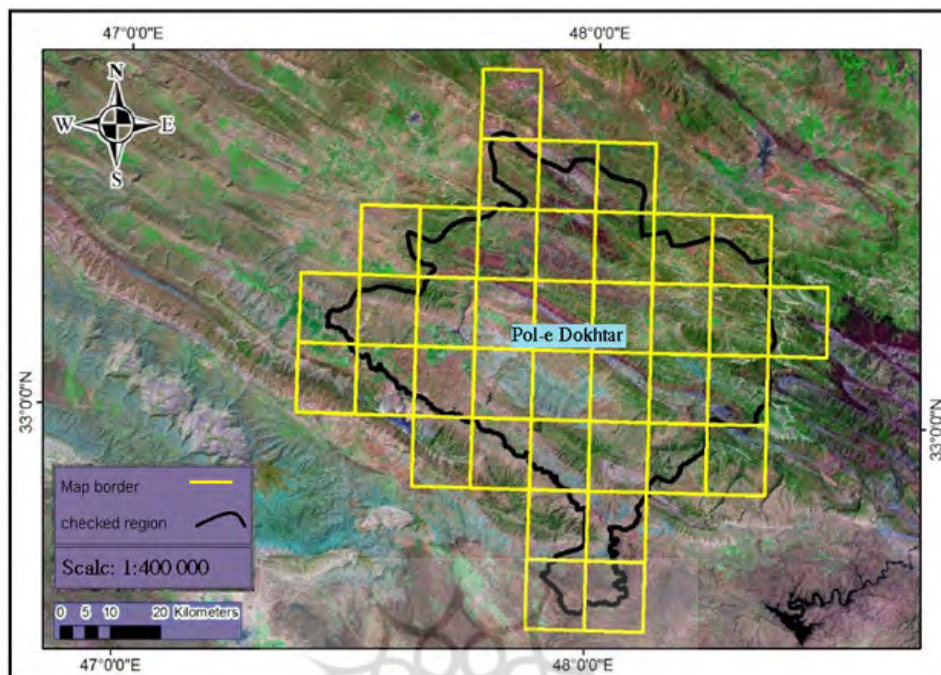 47°0'0"E 48°0'0"E
N
W E
S
Pol-e Dokhtar
33°0'0"N 33°0'0"N
Map border
checked region
Scalc: 1:400 000
0 5 10 20 Kilometers
47°0'0"E 48°0'0"E